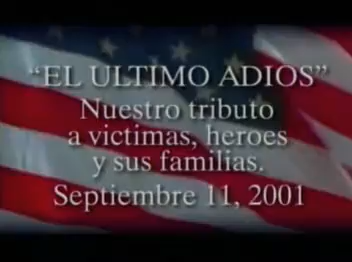 "EL ULTIMO ADIOS"
Nuestro tributo
a victimas, heroes
y sus familias.
Septiembre 11, 2001